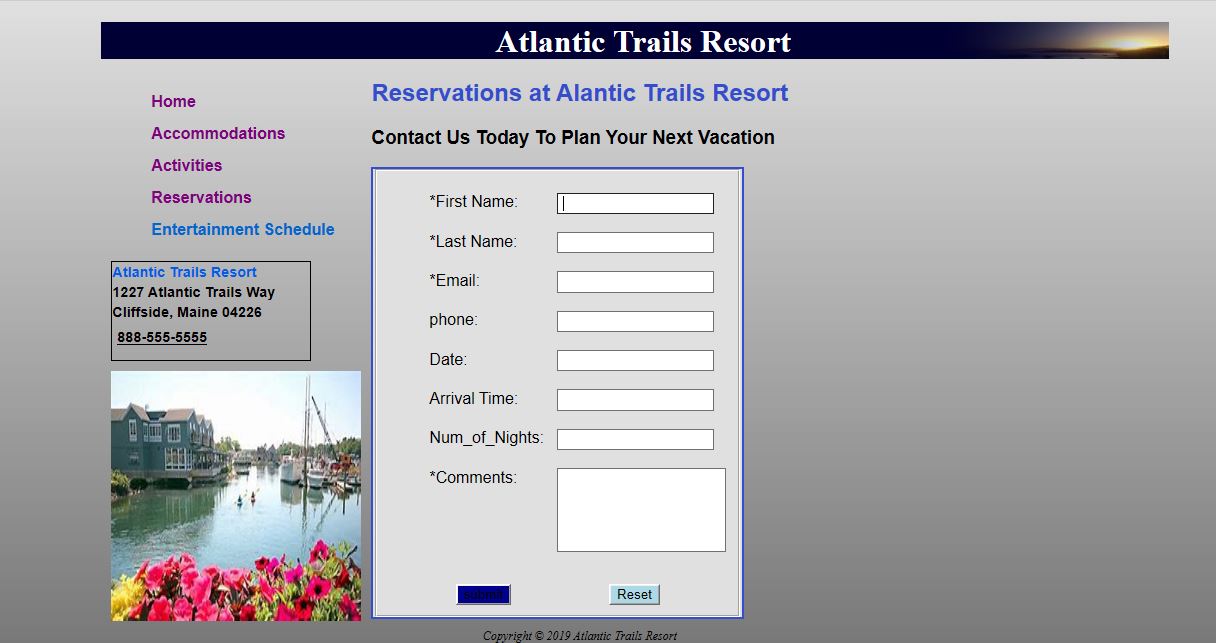 Atlantic Trails Resort
Home
Accommodations
Activities
Reservations
Entertainment Schedule
Atlantic Trails Resort
1227 Atlantic Trails Way
Cliffside, Maine 04226
888-555-5555
Reservations at Alantic Trails Resort
Contact Us Today To Plan Your Next Vacation
*First Name:
*Last Name:
*Email:
phone:
Date:
Arrival Time:
Num_of_Nights:
*Comments:
submit
Reset
Copyright © 2019 Atlantic Trails Resort